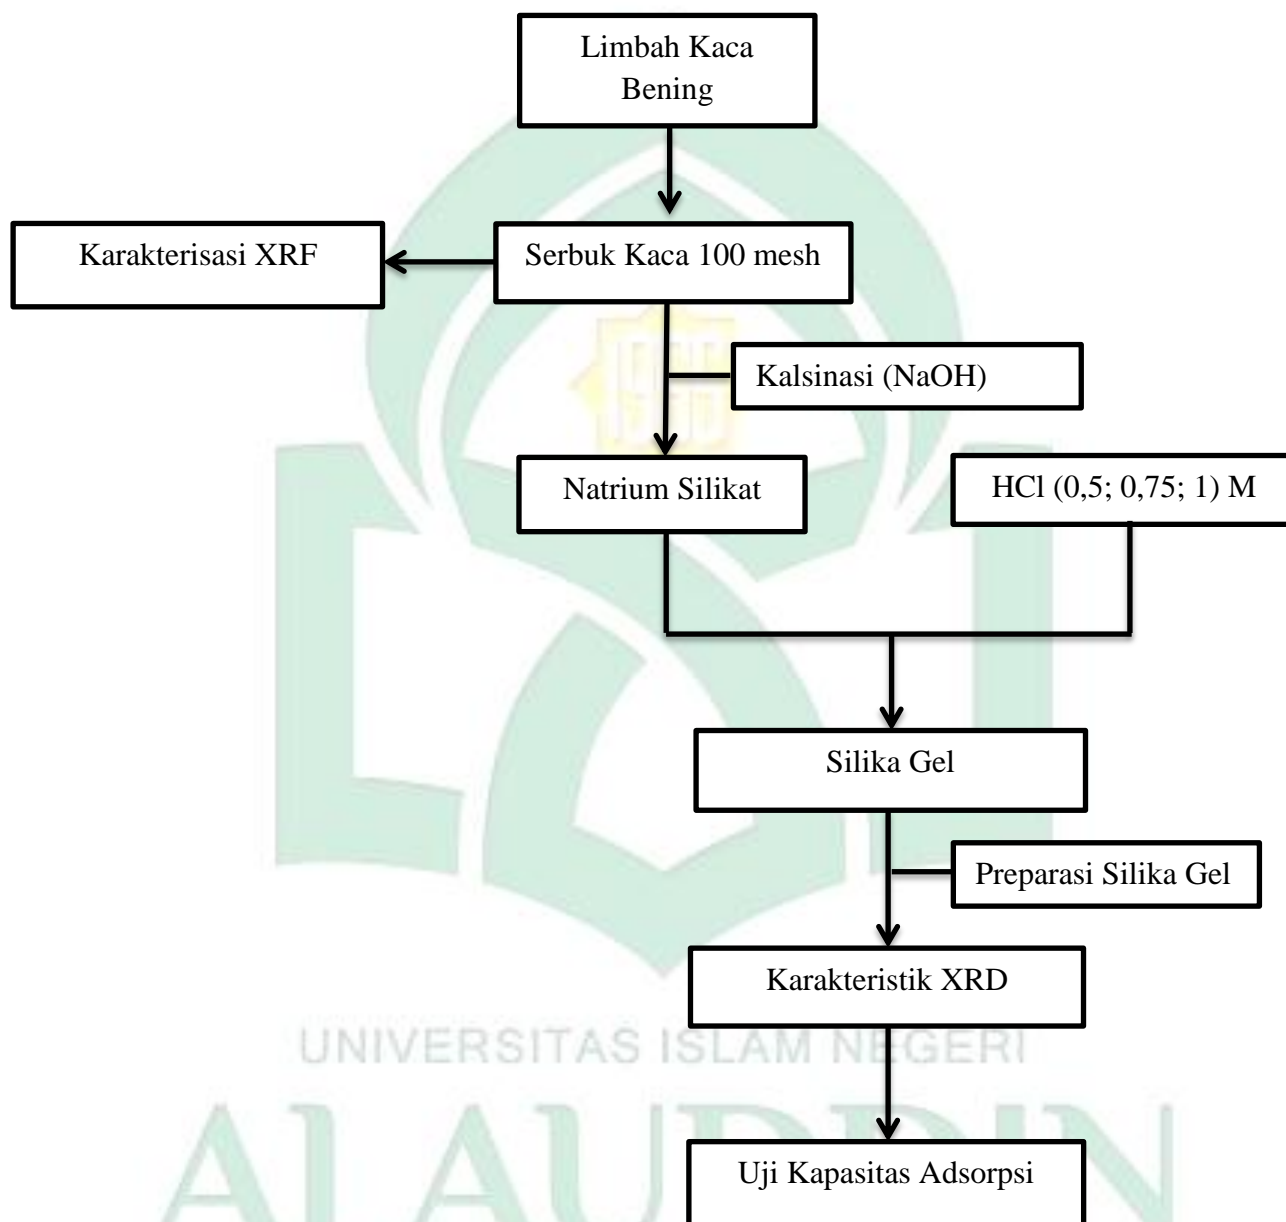 Limbah Kaca
Bening
Karakterisasi XRF
Serbuk Kaca 100 mesh
Kalsinasi (NaOH)
Natrium Silikat
HCl (0,5; 0,75; 1) M
Silika Gel
Preparasi Silika Gel
Karakteristik XRD
UNIVERSITAS ISLAM NEGERI
ALAUDDIN
Uji Kapasitas Adsorpsi